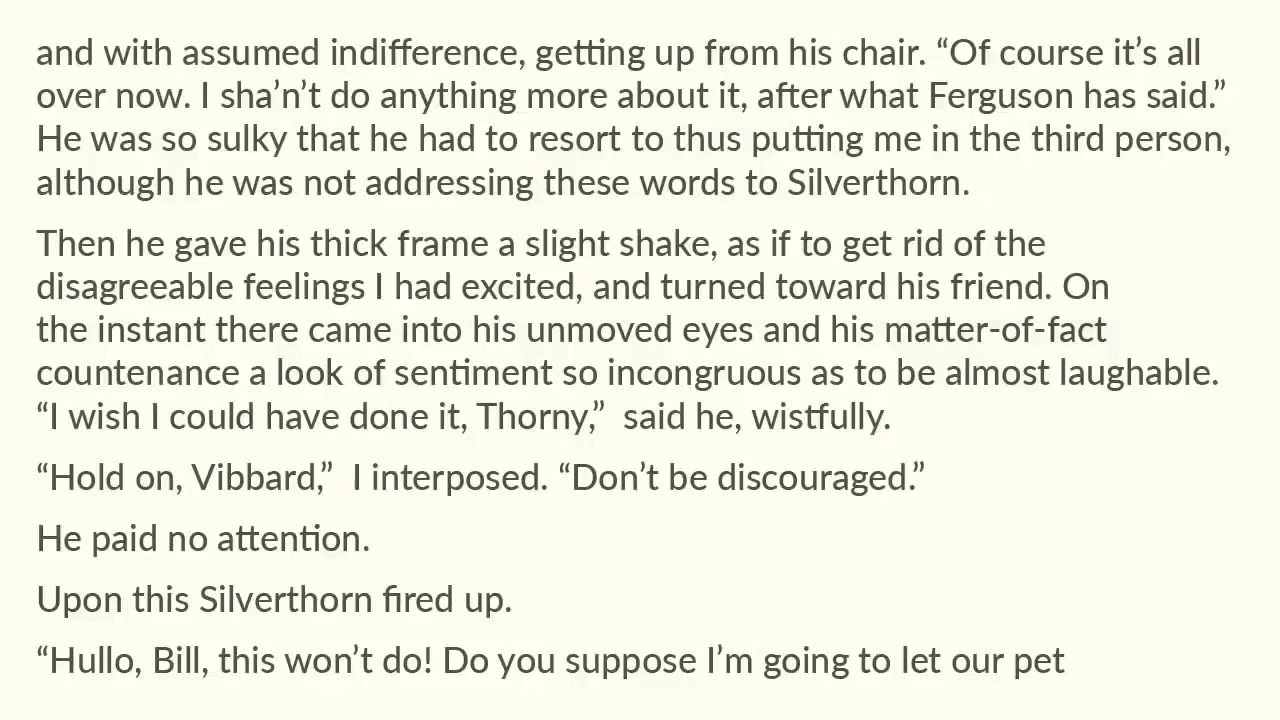 and with assumed indifference, getting up from his chair. “Of course it’s all
over now. I sha’n’t do anything more about it, after what Ferguson has said.”
He was so sulky that he had to resort to thus putting me in the third person,
although he was not addressing these words to Silverthorn.
Then he gave his thick frame a slight shake, as if to get rid of the
disagreeable feelings I had excited, and turned toward his friend. On
the instant there came into his unmoved eyes and his matter-of-fact
countenance a look of sentiment so incongruous as to be almost laughable.
“I wish I could have done it, Thorny,”  said he, wistfully.
“Hold on, Vibbard,”  I interposed. “Don’t be discouraged.”
He paid no attention.
Upon this Silverthorn fired up.
“Hullo, Bill, this won’t do! Do you suppose I’m going to let our pet